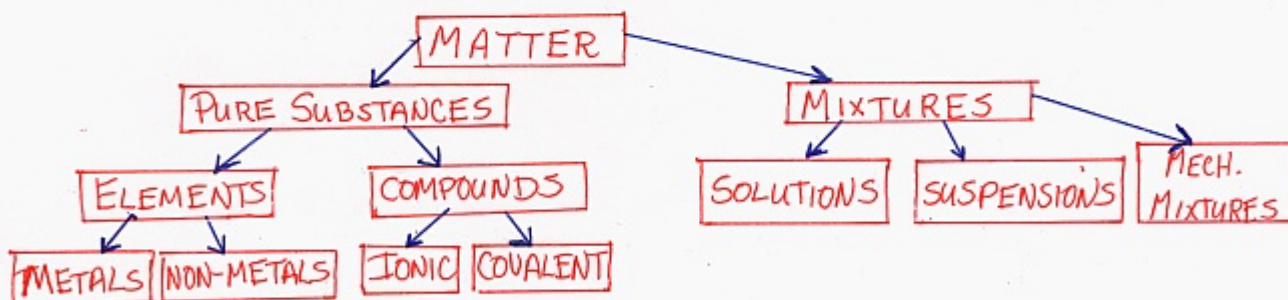 MATTER
PURE SUBSTANCES
MIXTURES
ELEMENTS
COMPOUNDS
SOLUTIONS
SUSPENSIONS
MECH.
MIXTURES
METALS
NON-METALS
IONIC
COVALENT